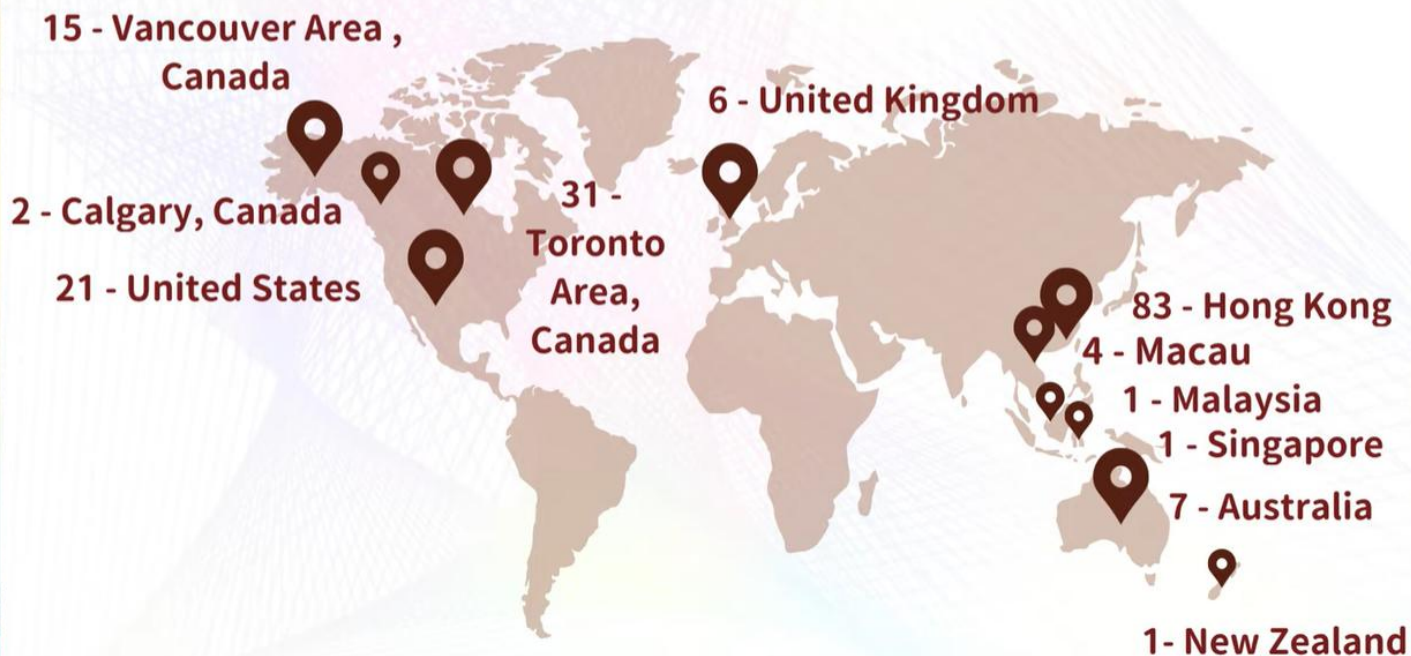 15 - Vancouver Area ,
Canada
6 - United Kingdom
2 - Calgary, Canada
31 -
Toronto
Area,
Canada
21 - United States
83 - Hong Kong
4 - Macau
1 - Malaysia
1 - Singapore
7 - Australia
1- New Zealand